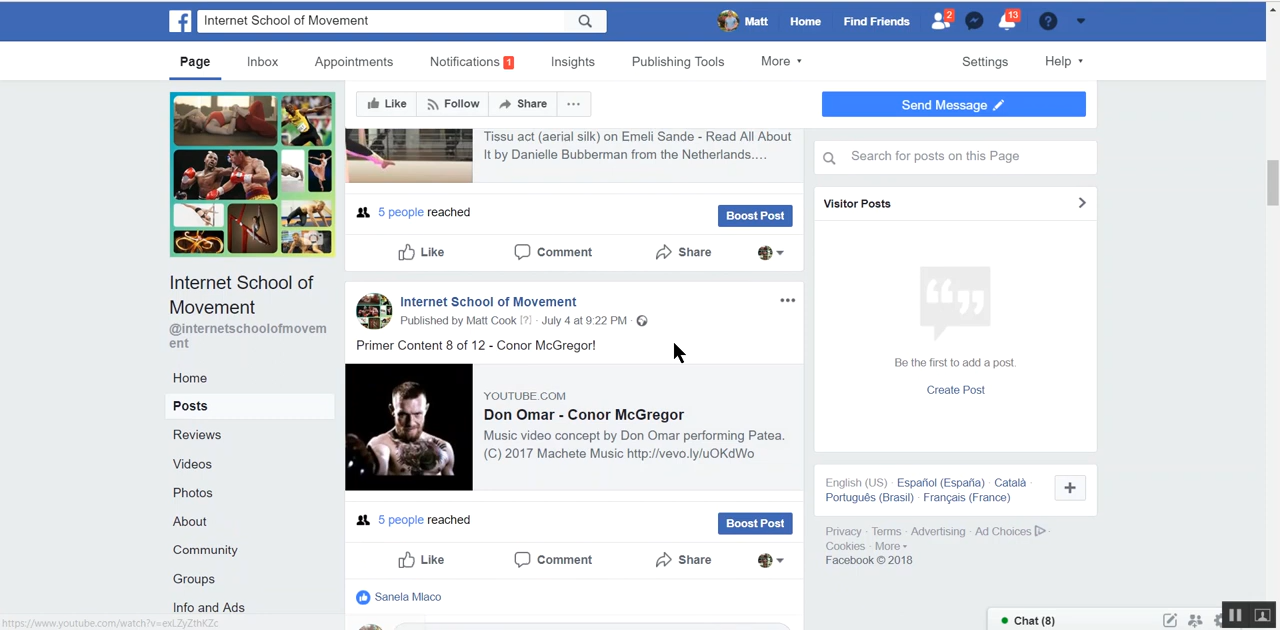 Internet School of Movement
Matt
Home
Find Friends
2
13
?
Page
Inbox
Appointments
Notifications 1
Insights
Publishing Tools
More
Settings
Help
Like
Follow
Share
...
Send Message
Tissu act (aerial silk) on Emeli Sande - Read All About
It by Danielle Bubberman from the Netherlands....
Search for posts on this Page
Visitor Posts
5 people reached
Boost Post
Like
Comment
Share
Internet School of
Movement
@internetschoolofmovem
ent
Internet School of Movement
Published by Matt Cook [?] · July 4 at 9:22 PM ·
Primer Content 8 of 12 - Conor McGregor!
Be the first to add a post.
Create Post
Home
Posts
Reviews
Videos
Photos
About
Community
Groups
Info and Ads
YOUTUBE.COM
Don Omar - Conor McGregor
Music video concept by Don Omar performing Patea.
(C) 2017 Machete Music http://vevo.ly/uOKdWo
5 people reached
Boost Post
Like
Comment
Share
Sanela Mlaco
English (US) · Español (España) · Català ·
Português (Brasil) · Français (France)
+
Privacy · Terms · Advertising · Ad Choices ·
Cookies · More
Facebook © 2018
Chat (8)
https://www.youtube.com/watch?v=exLZyZthKZc